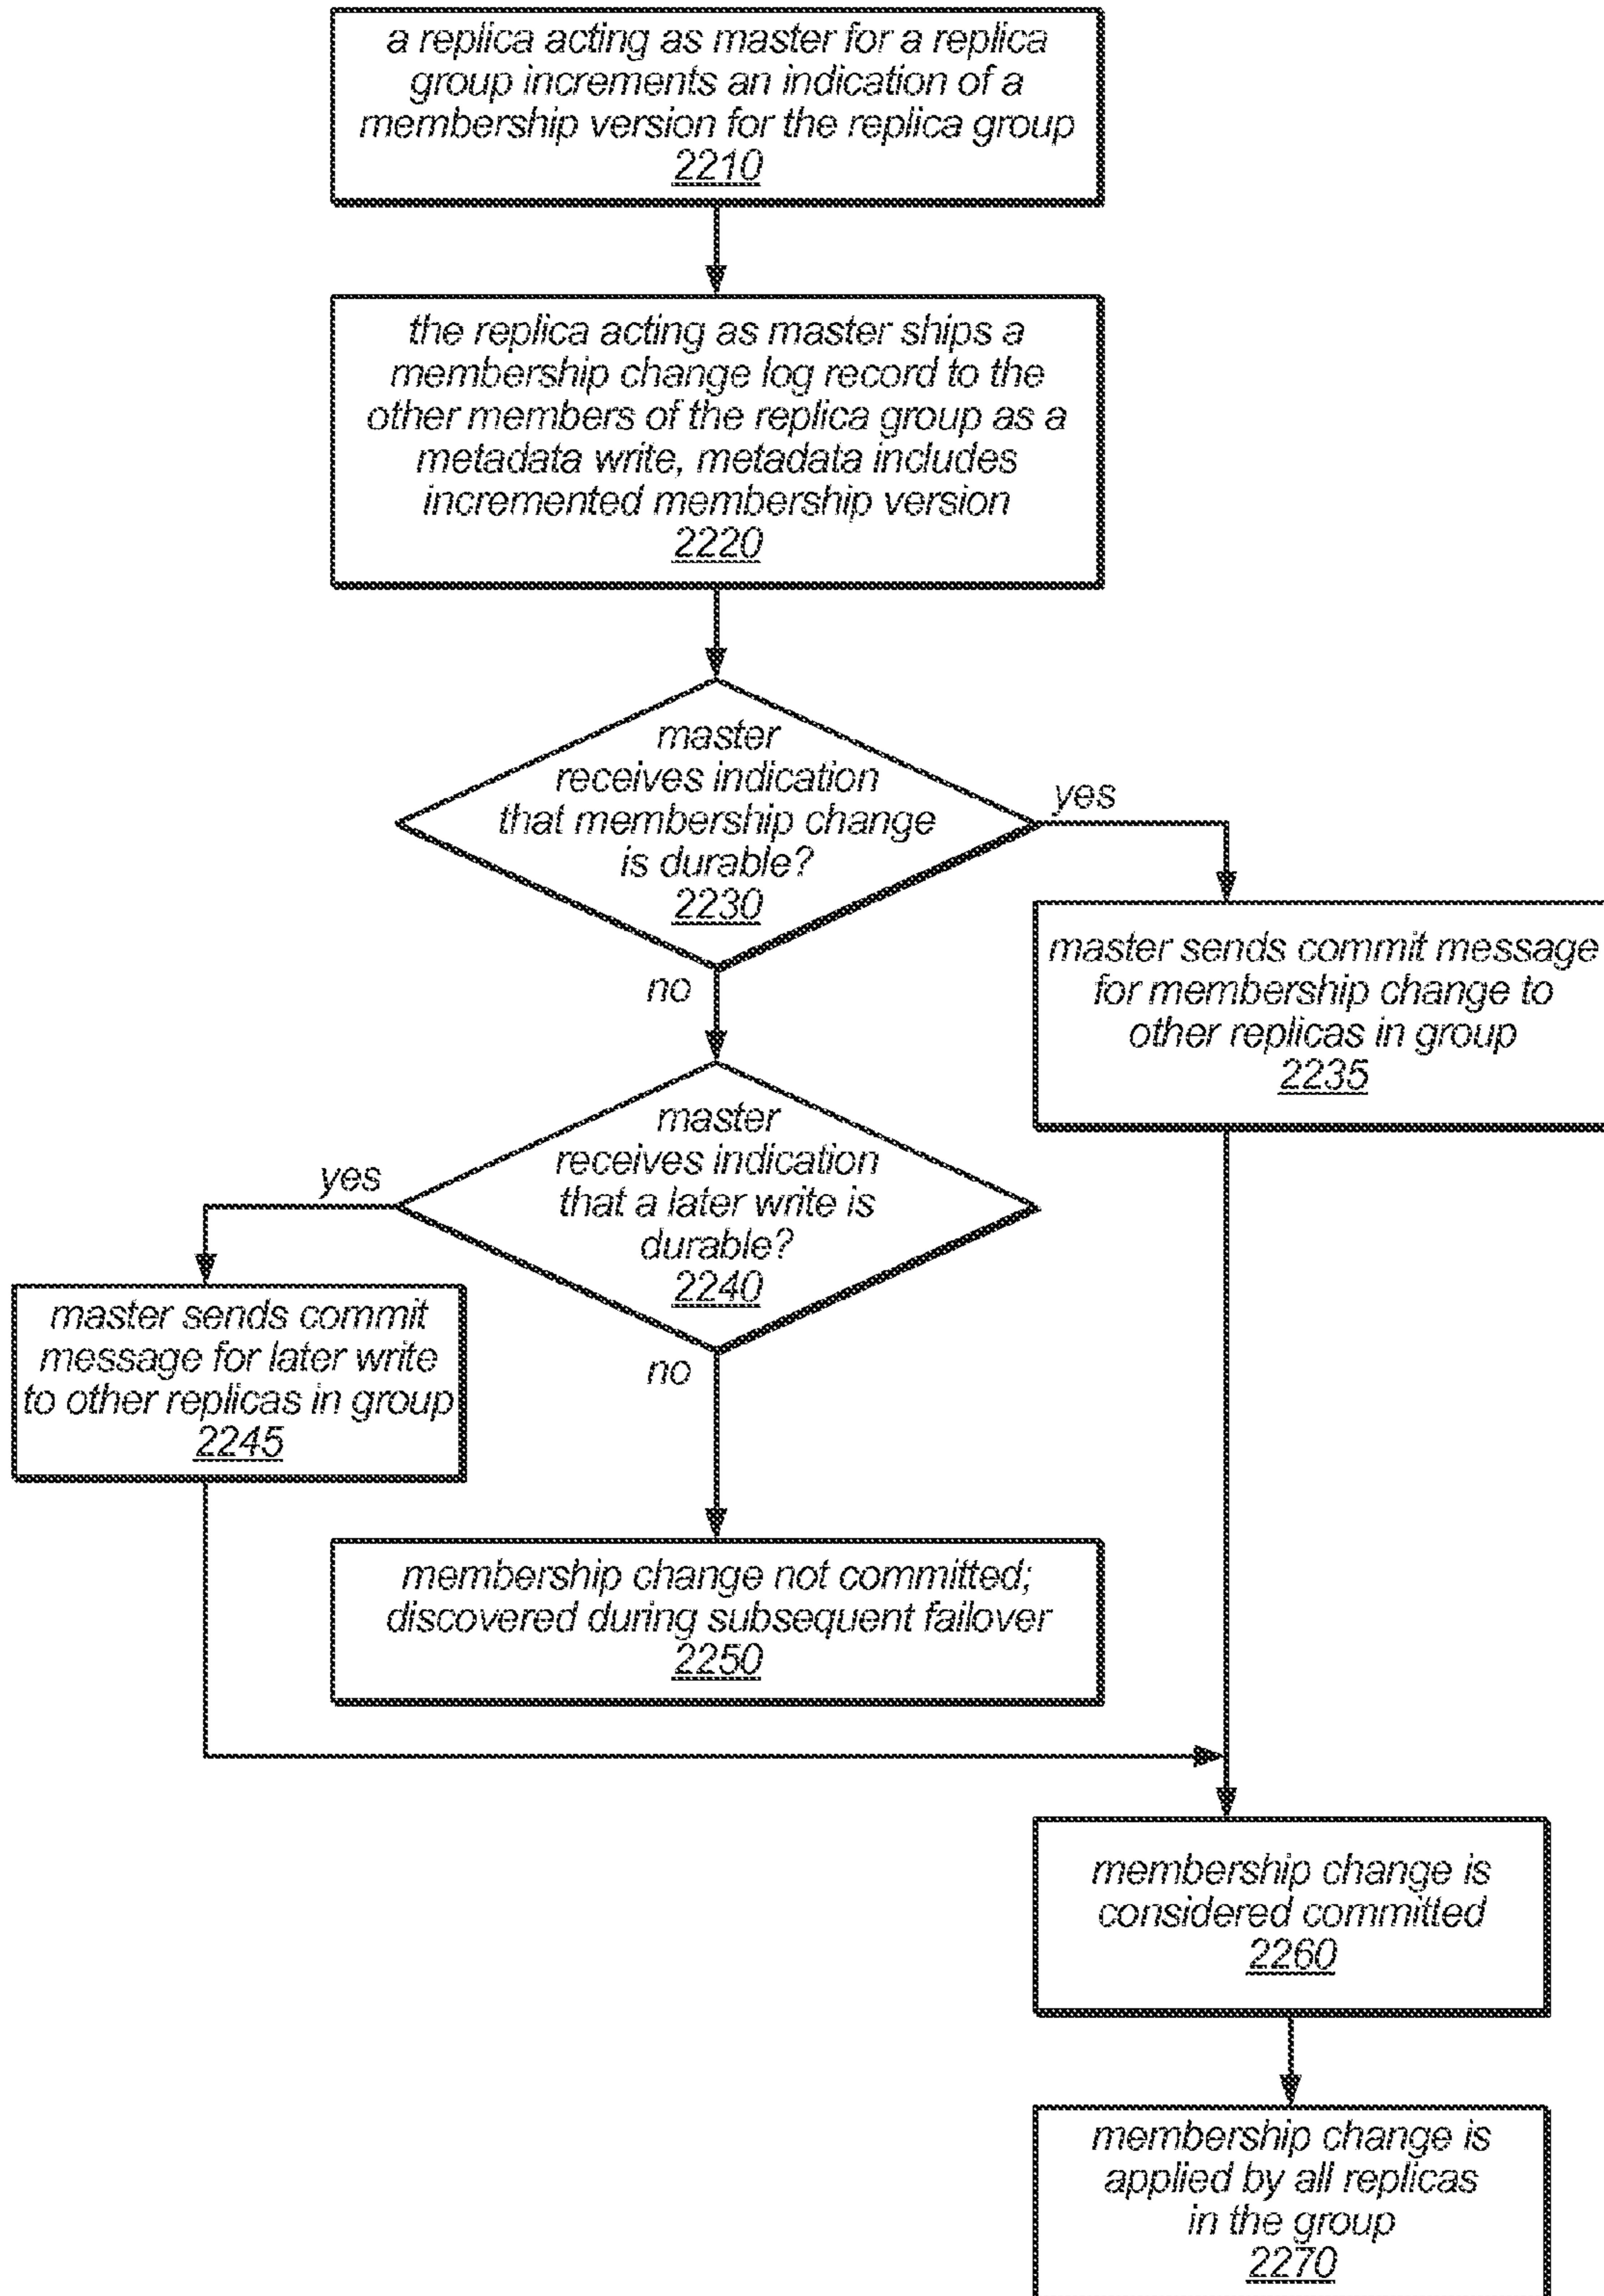 a replica acting as master for a replica
group increments an indication of a
membership version for the replica group
2210
the replica acting as master ships a
membership change log record to the
other members of the replica group as a
metadata write, metadata includes
incremented membership version
2220
master
receives indication
that membership change
is durable?
2230
yes
no
master sends commit message
for membership change to
other replicas in group
2235
master
receives indication
that a later write is
durable?
2240
yes
no
master sends commit
message for later write
to other replicas in group
2245
membership change not committed;
discovered during subsequent failover
2250
membership change is
considered committed
2260
membership change is
applied by all replicas
in the group
2270